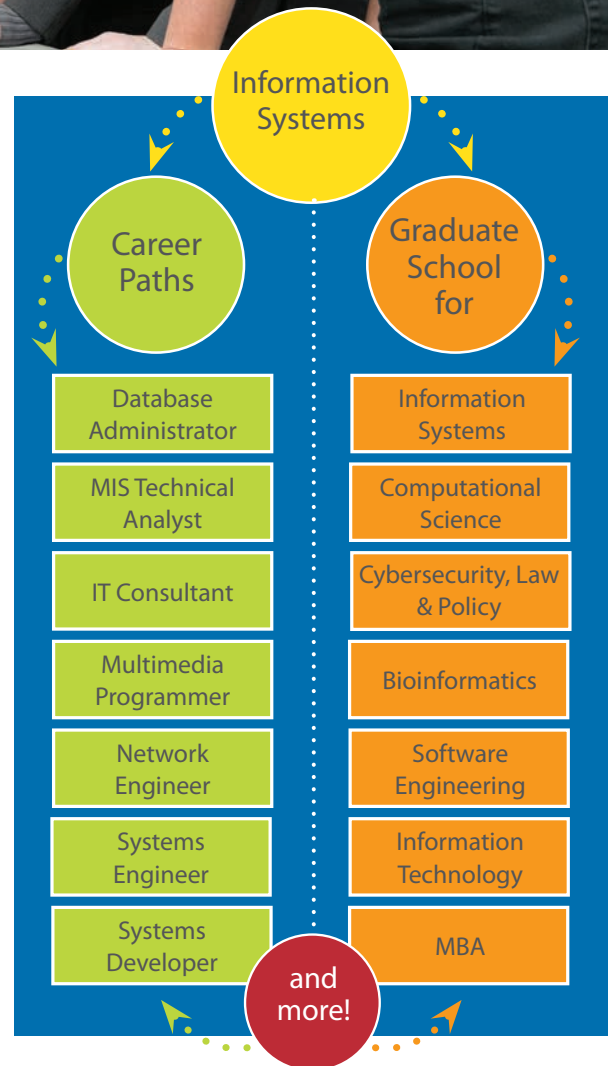 Information
Systems
Career
Paths
Graduate
School
for
Database
Administrator
MIS Technical
Analyst
IT Consultant
Multimedia
Programmer
Network
Engineer
Systems
Engineer
Systems
Developer
Information
Systems
Computational
Science
Cybersecurity, Law
& Policy
Bioinformatics
Software
Engineering
Information
Technology
MBA
and
more!